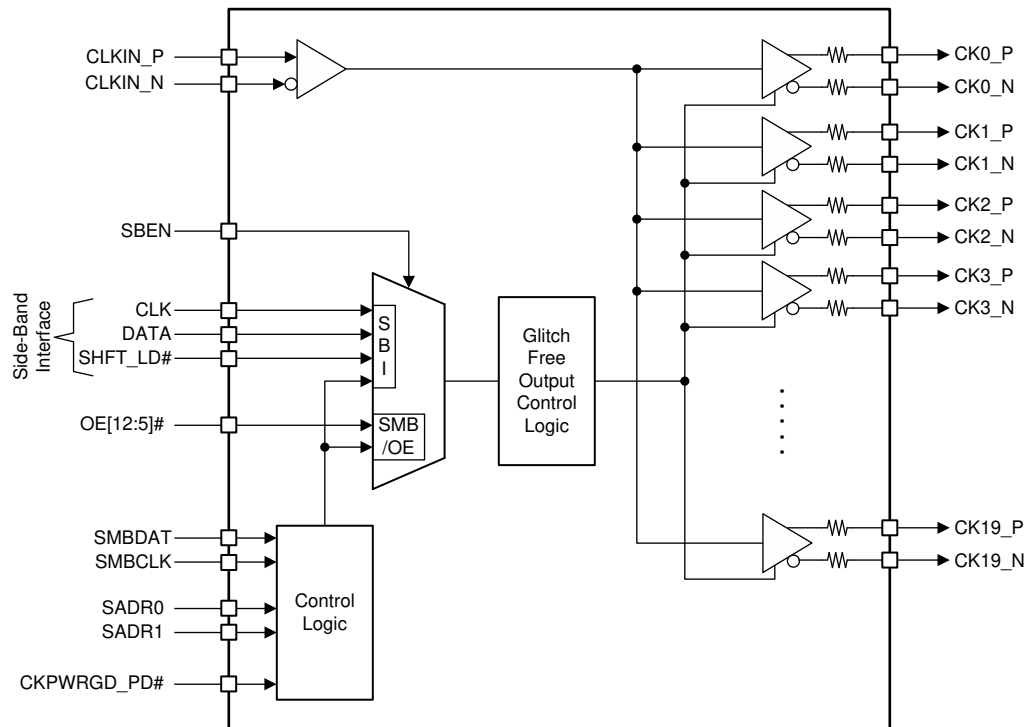 CLKIN_P
CLKIN_N
SBEN
Side-Band
Interface
CLK
DATA
SHFT_LD#
OE[12:5]#
SMBDAT
SMBCLK
SADR0
SADR1
CKPWRGD_PD#
S
B
I
SMB
/OE
Control
Logic
Glitch
Free
Output
Control
Logic
CK0_P
CK0_N
CK1_P
CK1_N
CK2_P
CK2_N
CK3_P
CK3_N
CK19_P
CK19_N